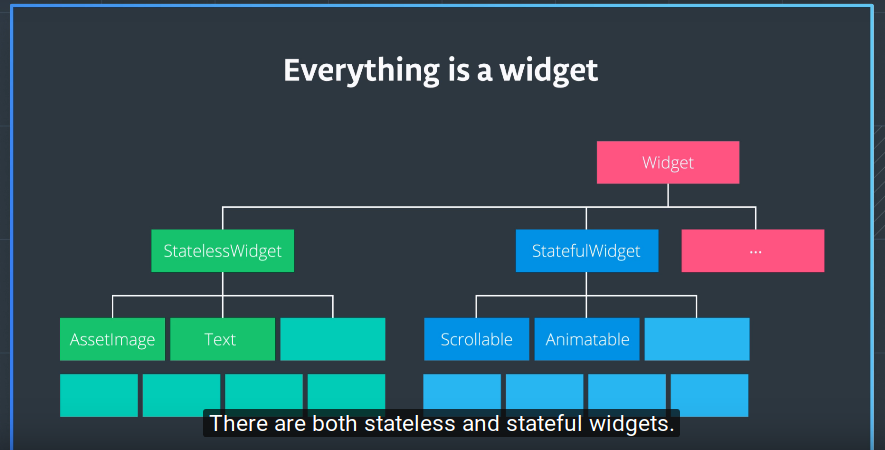 Everything is a widget
Widget
StatelessWidget
StatefulWidget
...
AssetImage
Text
Scrollable
Animatable
There are both stateless and stateful widgets.